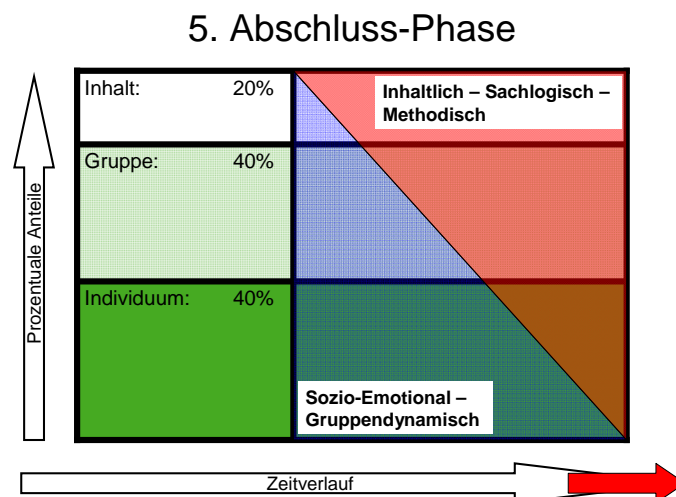 5. Abschluss-Phase
Inhalt: 20%
Inhaltlich – Sachlogisch –
Methodisch
Gruppe: 40%
Prozentuale Anteile
Individuum: 40%
Sozio-Emotional –
Gruppendynamisch
Zeitverlauf